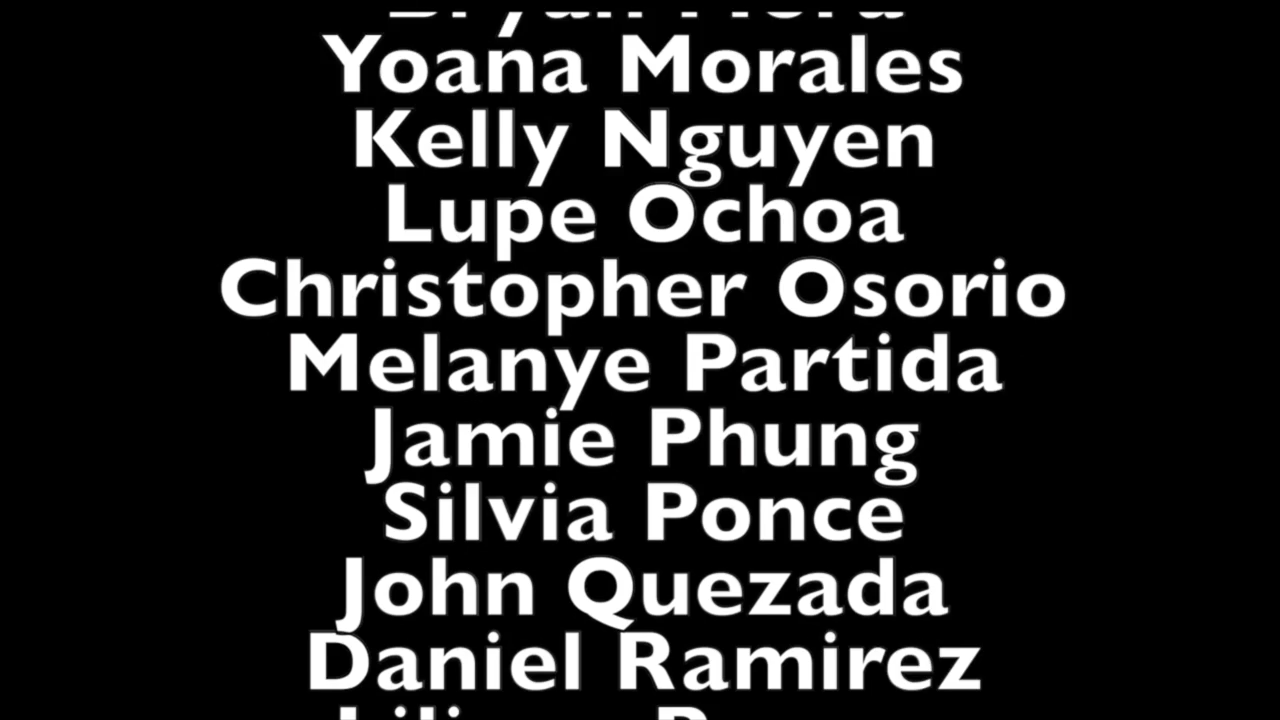 Yoana Morales
Kelly Nguyen
Lupe Ochoa
Christopher Osorio
Melanye Partida
Jamie Phung
Silvia Ponce
John Quezada
Daniel Ramirez